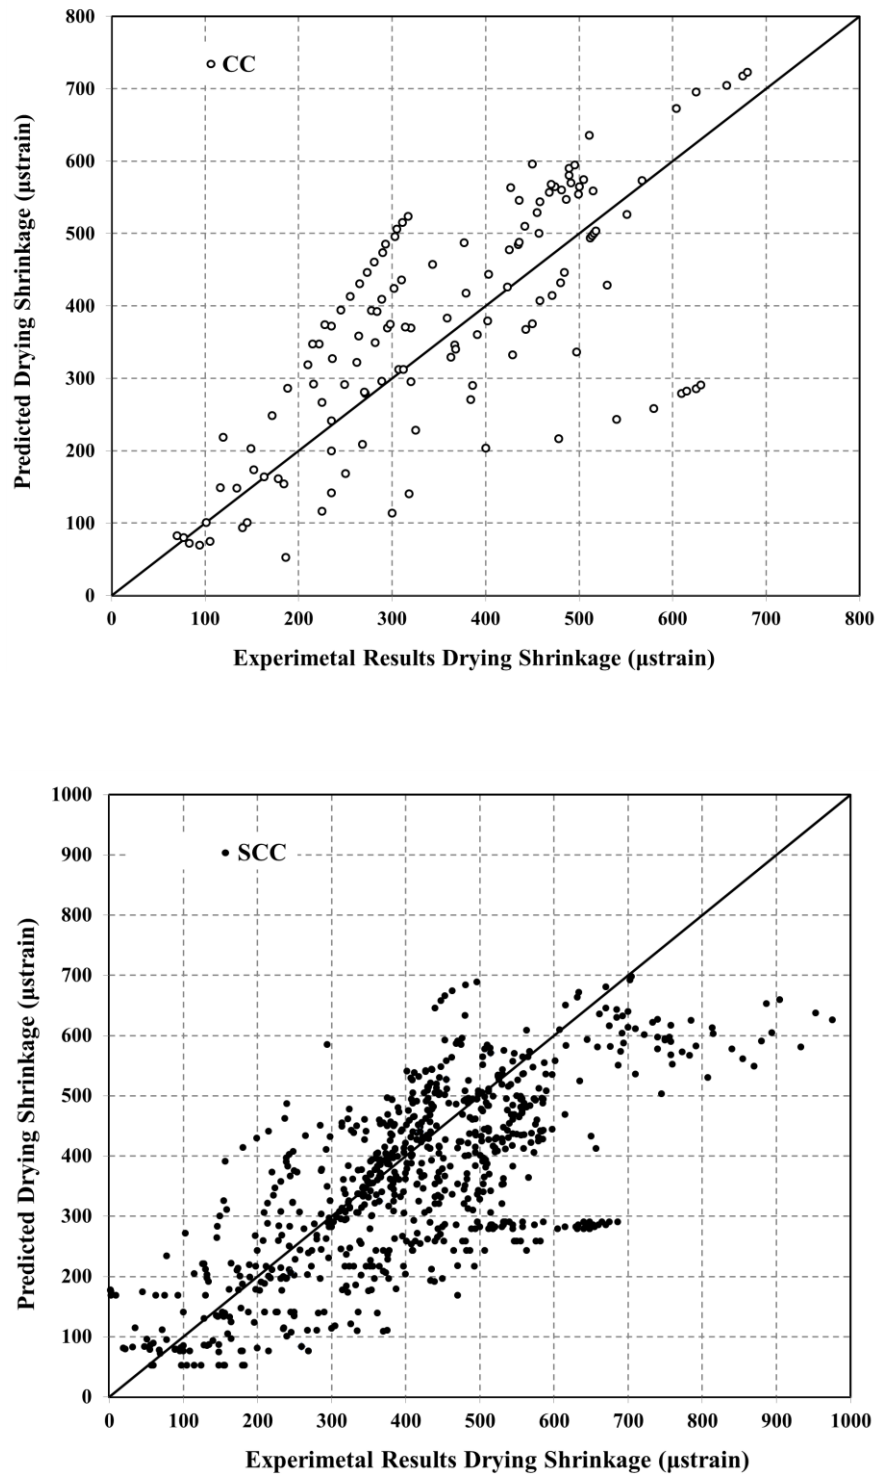 800
700
600
500
400
300
200
100
0
CC
Predicted Drying Shrinkage (µstrain)
0 100 200 300 400 500 600 700 800
Experimetal Results Drying Shrinkage (µstrain)
1000
900
800
700
600
500
400
300
200
100
0
SCC
Predicted Drying Shrinkage (µstrain)
0 100 200 300 400 500 600 700 800 900 1000
Experimetal Results Drying Shrinkage (µstrain)